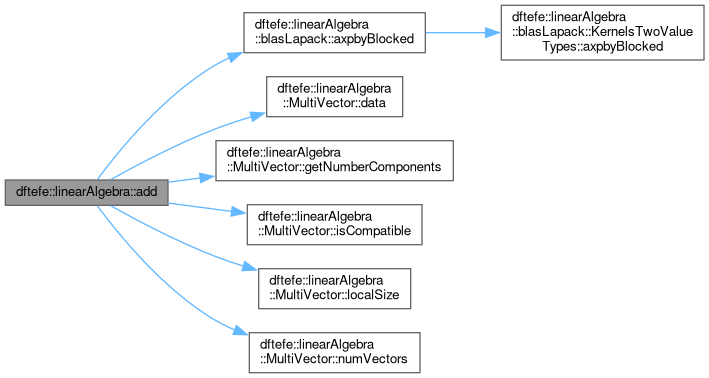 dftefe::linearAlgebra::add
dftefe::linearAlgebra
::blasLapack::axpbyBlocked
dftefe::linearAlgebra
::blasLapack::KernelsTwoValue
Types::axpbyBlocked
dftefe::linearAlgebra
::MultiVector::data
dftefe::linearAlgebra
::MultiVector::getNumberComponents
dftefe::linearAlgebra
::MultiVector::isCompatible
dftefe::linearAlgebra
::MultiVector::localSize
dftefe::linearAlgebra
::MultiVector::numVectors